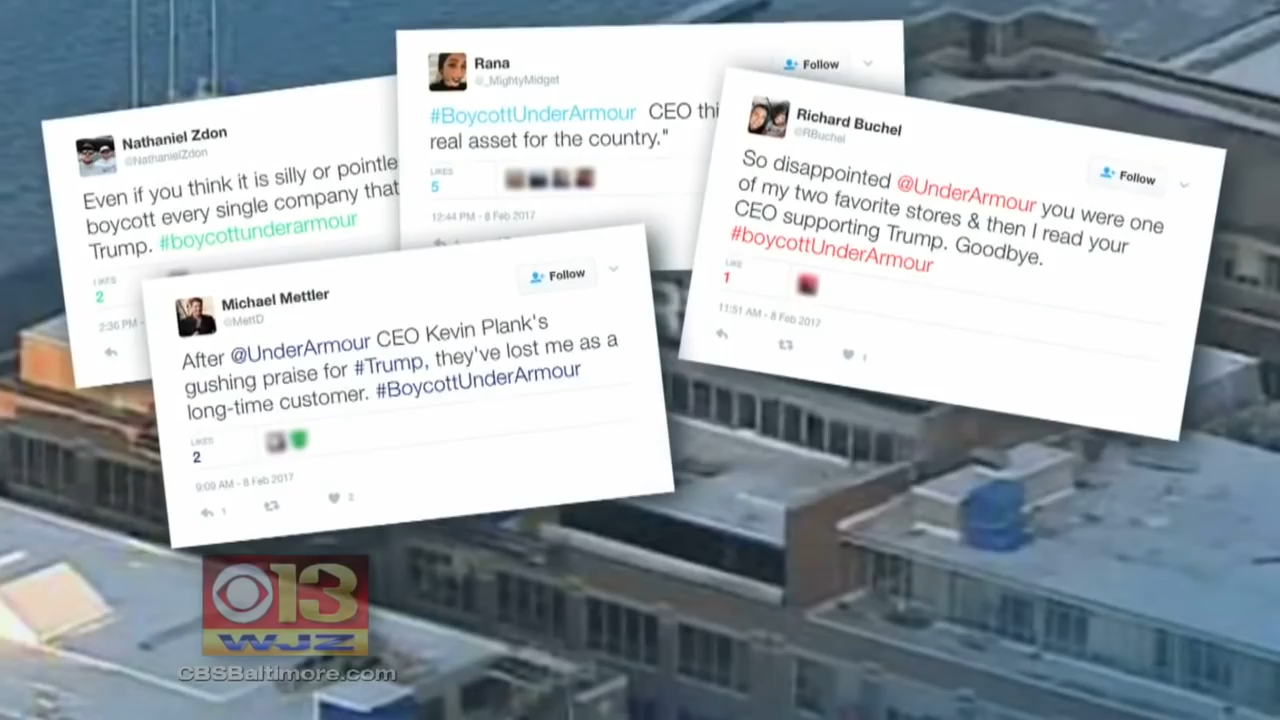 Nathaniel Zdon
@NathanielZdon
Even if you think it is silly or pointle
boycott every single company that
Trump. #boycottunderarmour
LIKES
2
2:36 PM -
Rana
@_MightyMidget
Follow
#BoycottUnderArmour CEO thi
real asset for the country."
LIKES
5
12:44 PM - 8 Feb 2017
Richard Buchel
@RBuchel
Follow
So disappointed @UnderArmour you were one
of my two favorite stores & then I read your
CEO supporting Trump. Goodbye.
#boycottUnderArmour
LIKE
1
11:51 AM - 8 Feb 2017
1
Michael Mettler
@MettD
Follow
After @UnderArmour CEO Kevin Plank's
gushing praise for #Trump, they've lost me as a
long-time customer. #BoycottUnderArmour
LIKES
2
9:09 AM - 8 Feb 2017
1 2
13
WJZ
CBSBaltimore.com